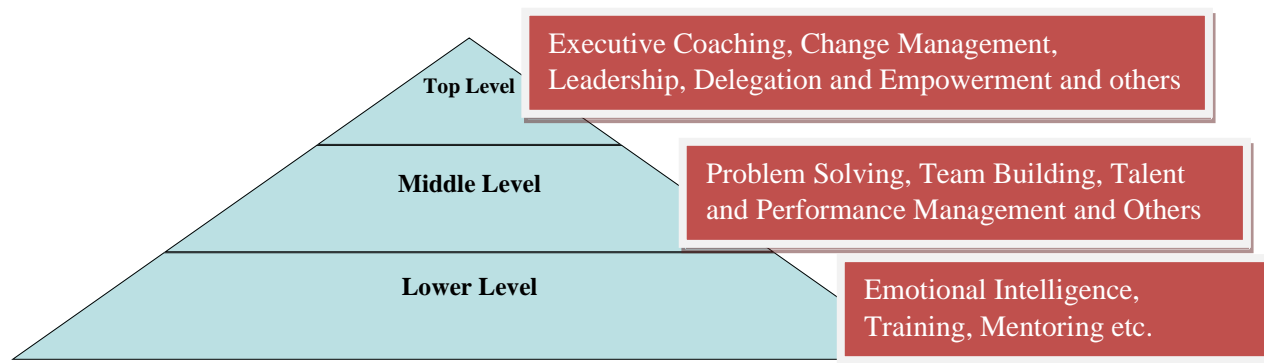 Top Level
Executive Coaching, Change Management,
Leadership, Delegation and Empowerment and others
Middle Level
Problem Solving, Team Building, Talent
and Performance Management and Others
Lower Level
Emotional Intelligence,
Training, Mentoring etc.